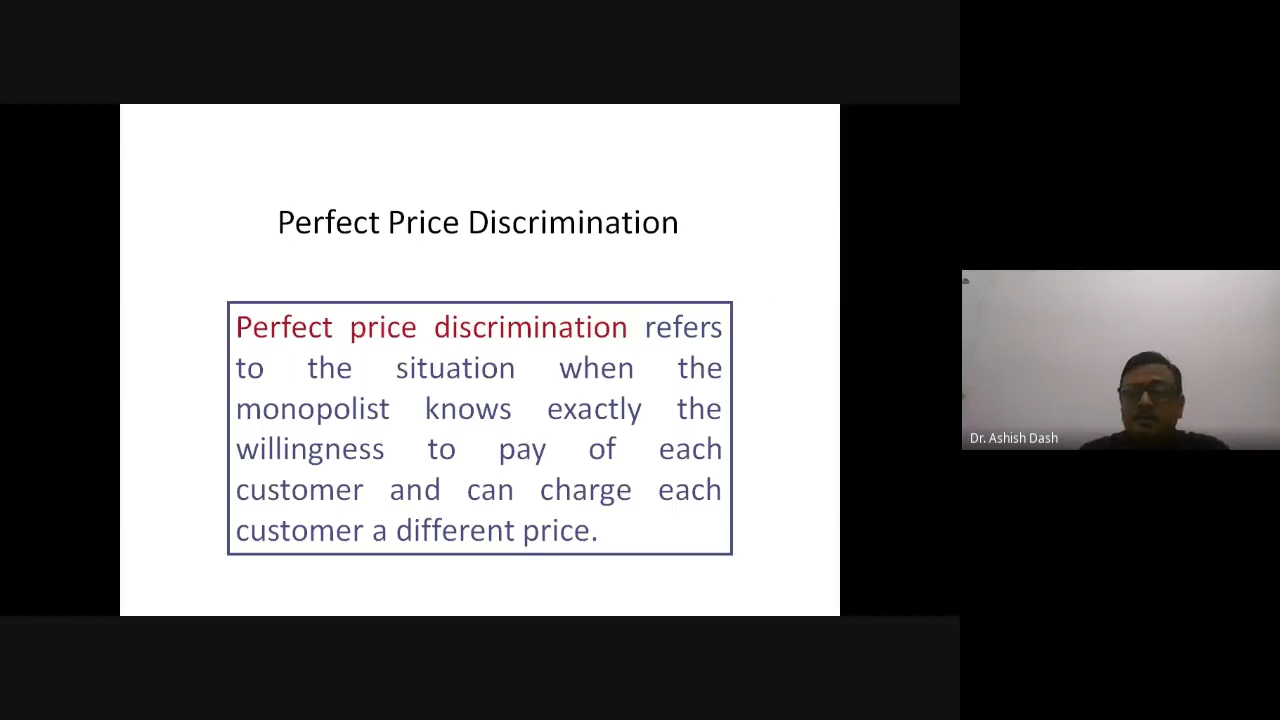 Perfect Price Discrimination
Perfect price discrimination refers
to the situation when the
monopolist knows exactly the
willingness to pay of each
customer and can charge each
customer a different price.
Dr. Ashish Dash